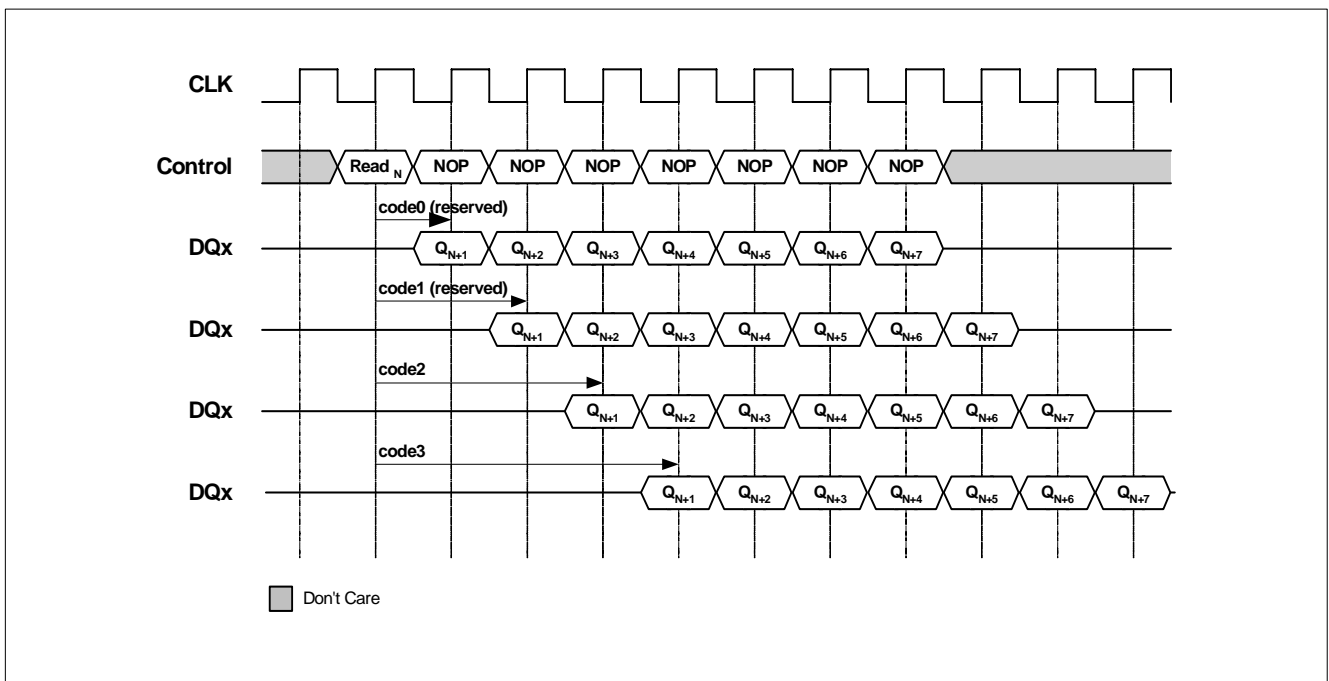 CLK
Control Read N NOP NOP NOP NOP NOP NOP NOP
code0 (reserved)
DQx QN+1 QN+2 QN+3 QN+4 QN+5 QN+6 QN+7
code1 (reserved)
DQx QN+1 QN+2 QN+3 QN+4 QN+5 QN+6 QN+7
code2
DQx QN+1 QN+2 QN+3 QN+4 QN+5 QN+6 QN+7
code3
DQx QN+1 QN+2 QN+3 QN+4 QN+5 QN+6 QN+7
Don't Care